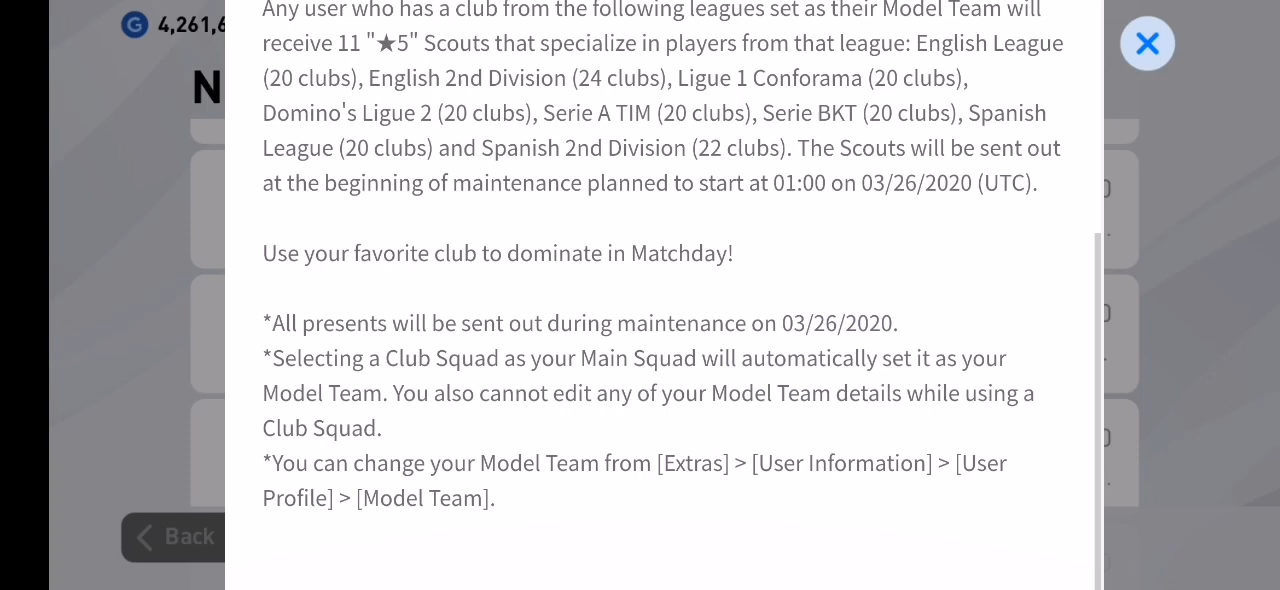 4,261,6
N
Any user who has a club from the following leagues set as their Model Team will
receive 11 "★5" Scouts that specialize in players from that league: English League
(20 clubs), English 2nd Division (24 clubs), Ligue 1 Conforama (20 clubs),
Domino's Ligue 2 (20 clubs), Serie A TIM (20 clubs), Serie BKT (20 clubs), Spanish
League (20 clubs) and Spanish 2nd Division (22 clubs). The Scouts will be sent out
at the beginning of maintenance planned to start at 01:00 on 03/26/2020 (UTC).
Use your favorite club to dominate in Matchday!
*All presents will be sent out during maintenance on 03/26/2020.
*Selecting a Club Squad as your Main Squad will automatically set it as your
Model Team. You also cannot edit any of your Model Team details while using a
Club Squad.
*You can change your Model Team from [Extras] > [User Information] > [User
Profile] > [Model Team].
Back